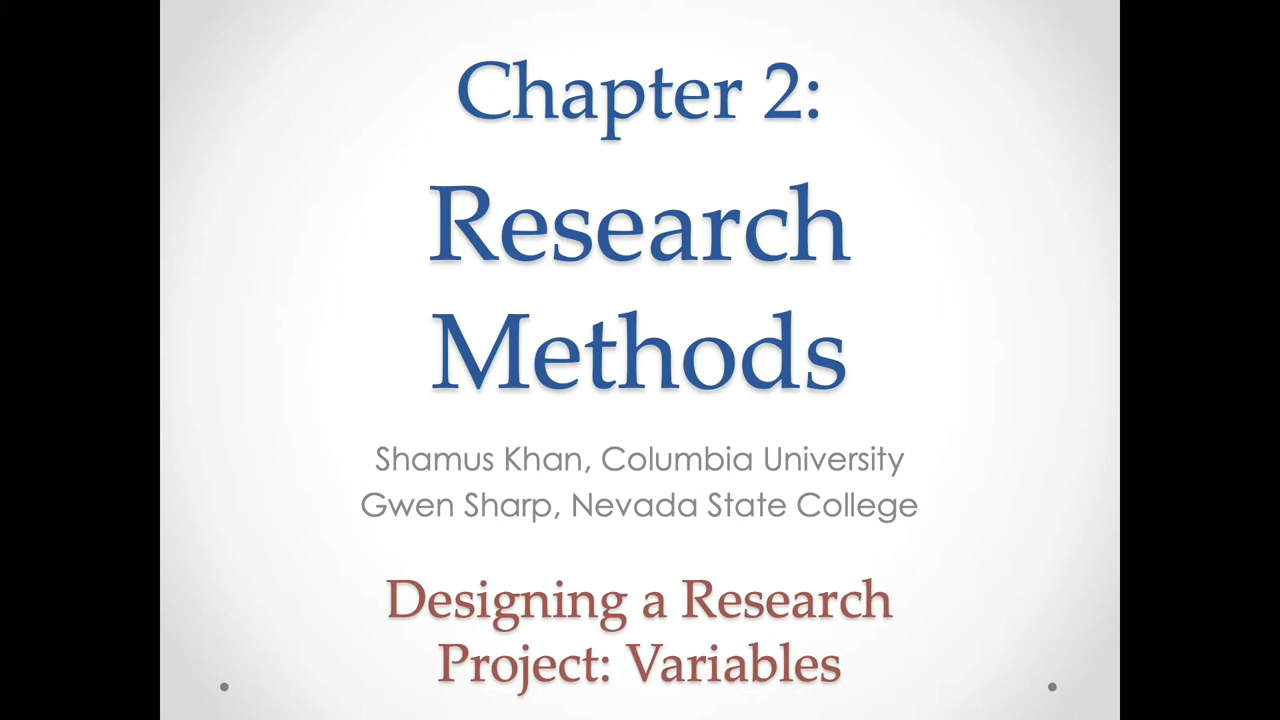 Chapter 2:
Research
Methods
Shamus Khan, Columbia University
Gwen Sharp, Nevada State College
Designing a Research
Project: Variables